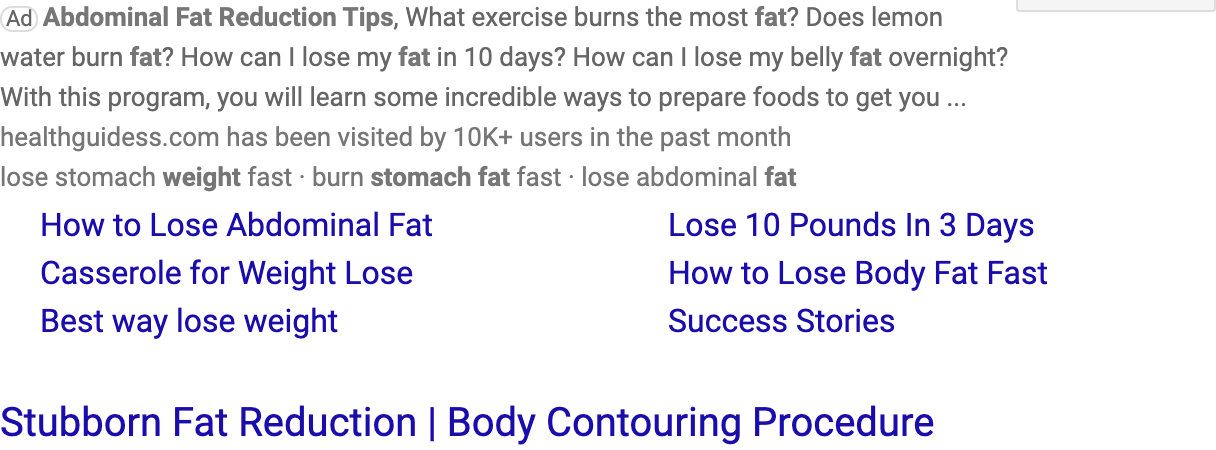 Ad Abdominal Fat Reduction Tips, What exercise burns the most fat? Does lemon
water burn fat? How can I lose my fat in 10 days? How can I lose my belly fat overnight?
With this program, you will learn some incredible ways to prepare foods to get you ...
healthguidess.com has been visited by 10K+ users in the past month
lose stomach weight fast · burn stomach fat fast · lose abdominal fat
How to Lose Abdominal Fat
Lose 10 Pounds In 3 Days
Casserole for Weight Lose
How to Lose Body Fat Fast
Best way lose weight
Success Stories
Stubborn Fat Reduction | Body Contouring Procedure